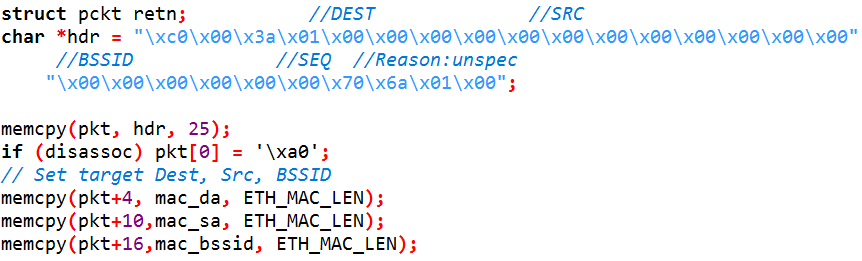 struct pckt retn; //DEST //SRC
char *hdr = "\xc0\x00\x3a\x01\x00\x00\x00\x00\x00\x00\x00\x00\x00\x00\x00\x00"
//BSSID //SEQ //Reason:unspec
"\x00\x00\x00\x00\x00\x00\x70\x6a\x01\x00";
memcpy(pkt, hdr, 25);
if (disassoc) pkt[0] = '\xa0';
// Set target Dest, Src, BSSID
memcpy(pkt+4, mac_da, ETH_MAC_LEN);
memcpy(pkt+10,mac_sa, ETH_MAC_LEN);
memcpy(pkt+16,mac_bssid, ETH_MAC_LEN);